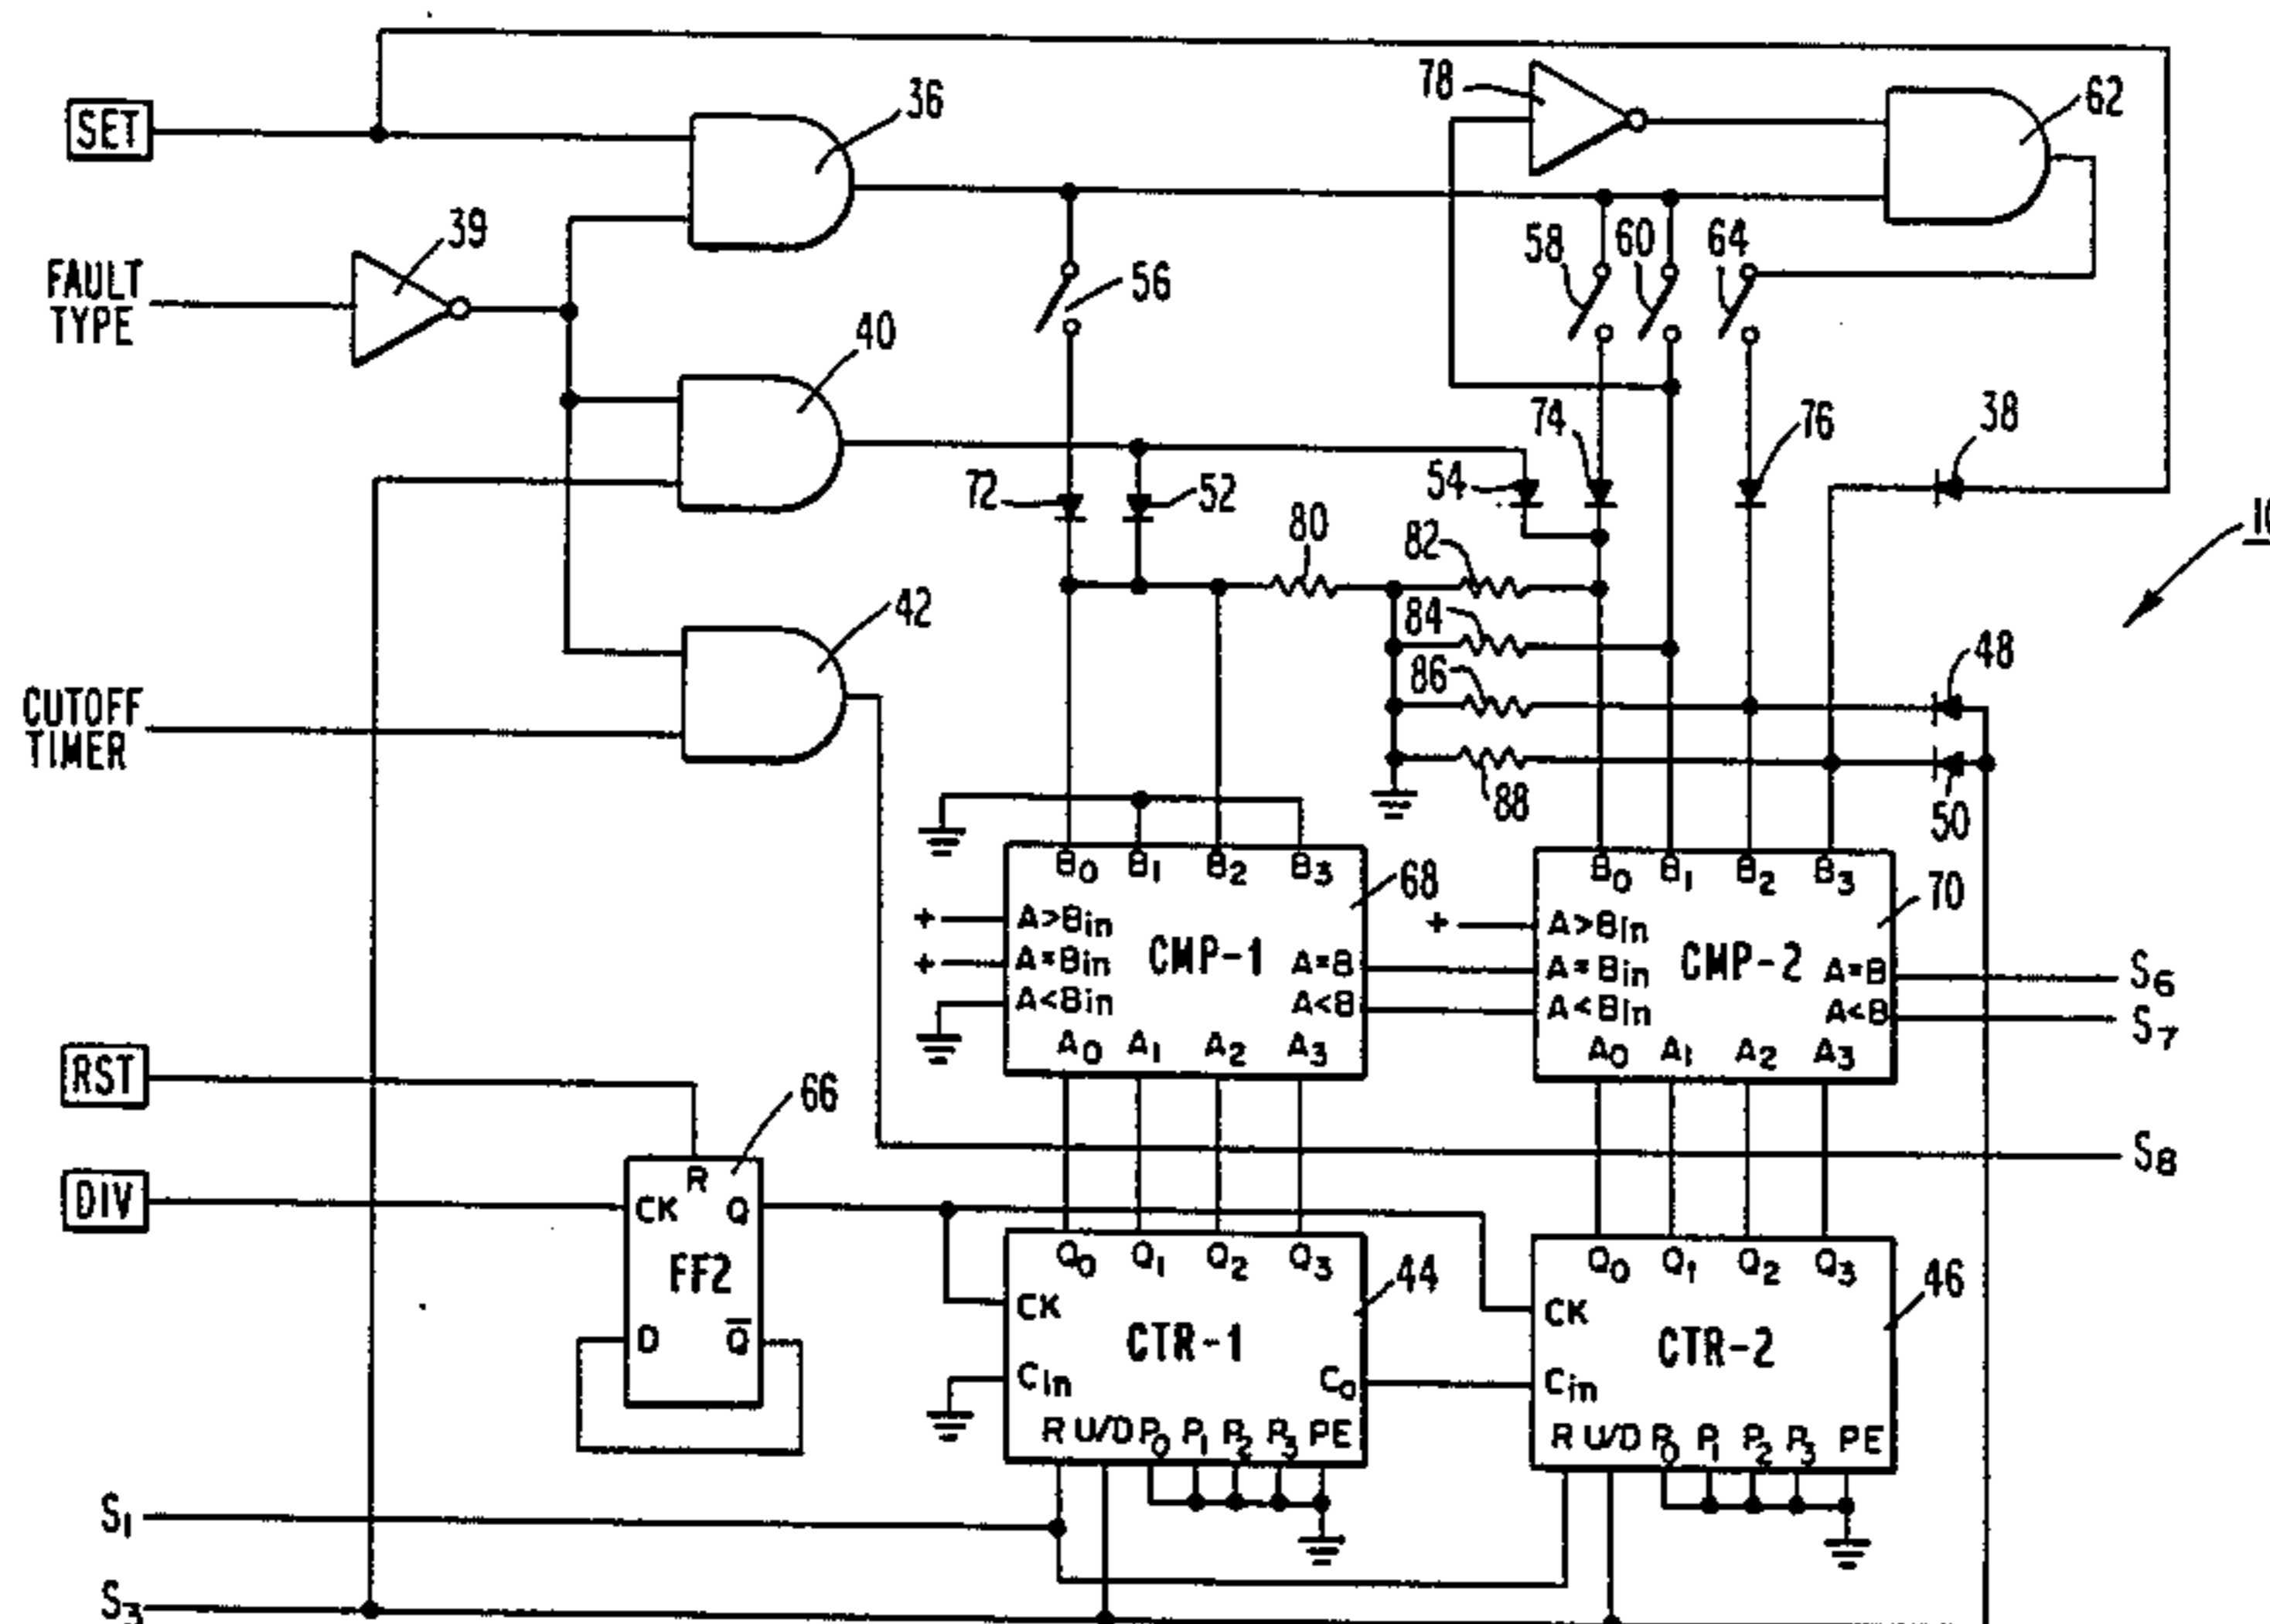 36
78
62
SET
39
58
60
64
FAULT
TYPE
56
40
74
76
38
72
52
54
80
82
42
84
48
86
CUTOFF
TIMER
88
50
B0 B1 B2 B3
B0 B1 B2 B3
68
70
+ A>Bin
+ A>Bin
+ A=Bin
CMP-1
A=B
A=Bin
CMP-2
A=B
S6
A<Bin
A<B
A<Bin
A<B
S7
A0 A1 A2 A3
A0 A1 A2 A3
RST
66
S8
DIV
R
CK
Q
FF2
D
Q̅
Q0 Q1 Q2 Q3
44
Q0 Q1 Q2 Q3
46
CK
CK
CTR-1
CTR-2
Cin
C0
Cin
R U/D P0 P1 P2 P3 PE
R U/D P0 P1 P2 P3 PE
S1
S3